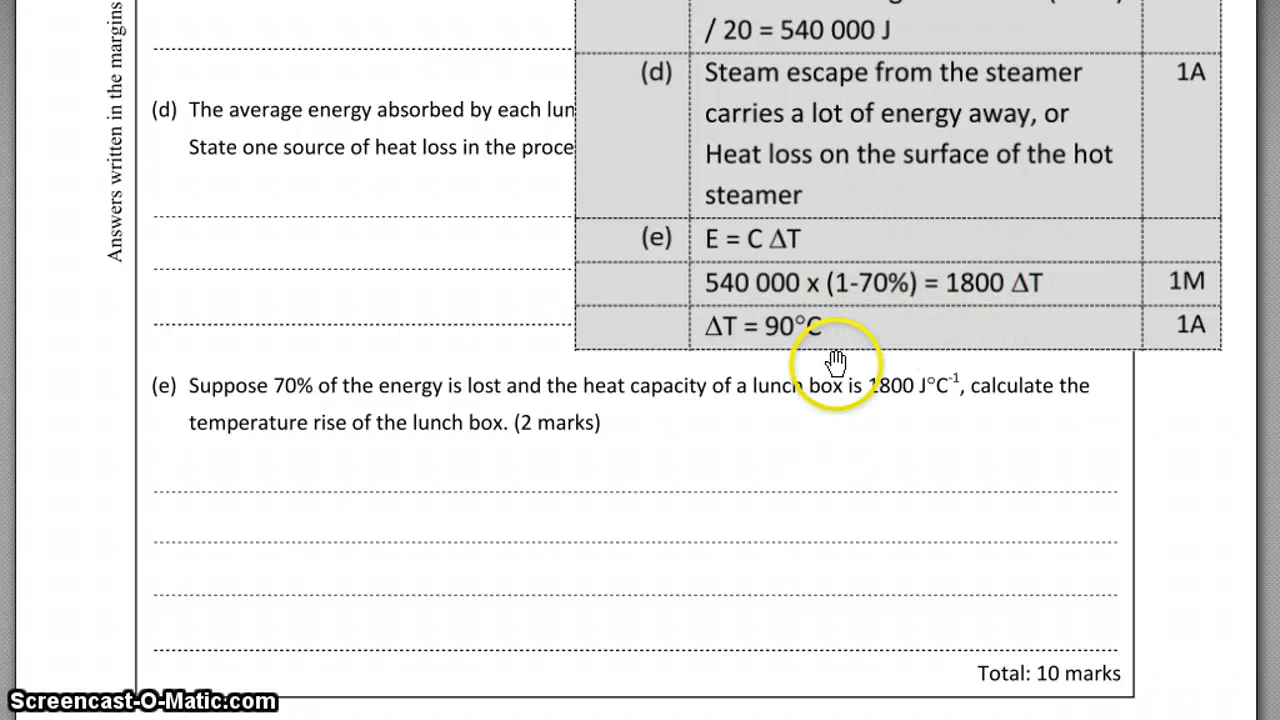 Answers written in the margins
/ 20 = 540 000 J
(d) Steam escape from the steamer 1A
carries a lot of energy away, or
Heat loss on the surface of the hot
steamer
(e) E = C ΔT
540 000 x (1-70%) = 1800 ΔT 1M
ΔT = 90°C 1A
(d) The average energy absorbed by each lun
State one source of heat loss in the proce
(e) Suppose 70% of the energy is lost and the heat capacity of a lunch box is 1800 J°C⁻¹, calculate the
temperature rise of the lunch box. (2 marks)
Total: 10 marks
Screencast-O-Matic.com